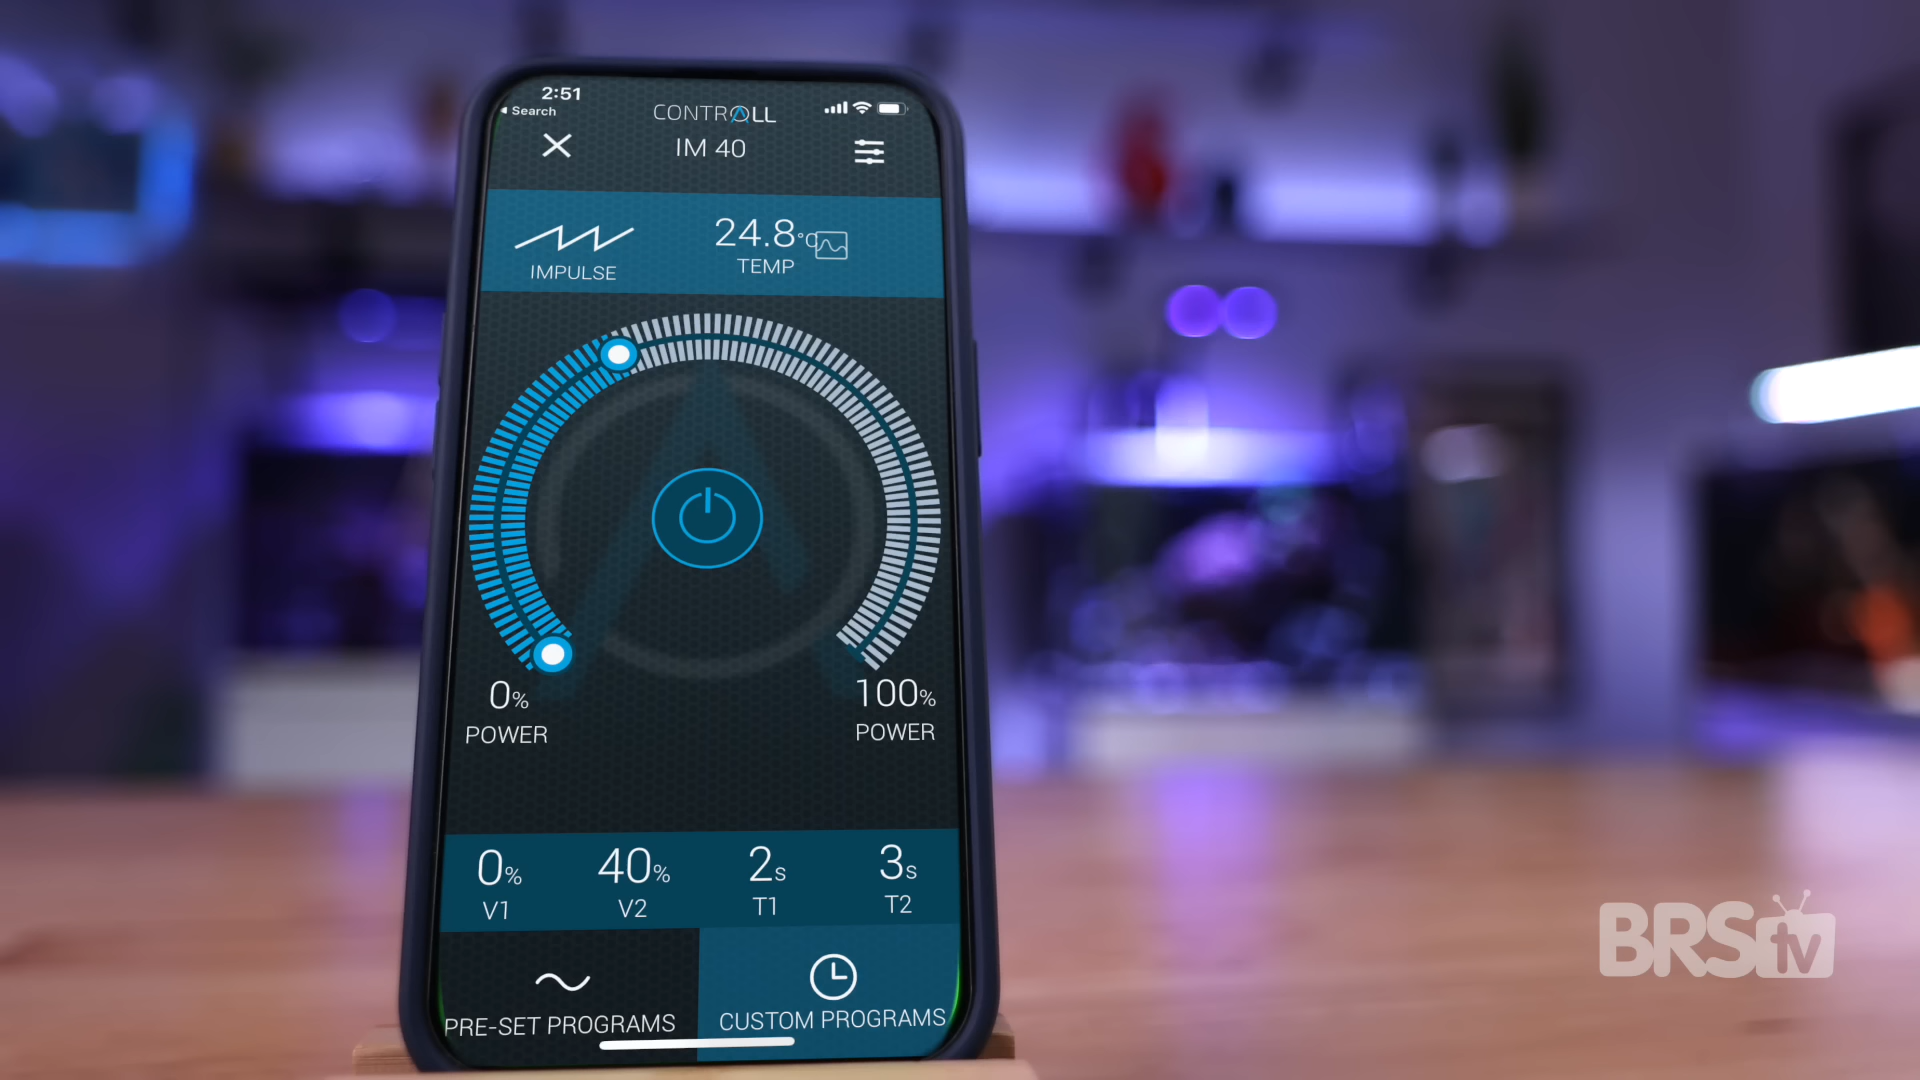 2:51
Search
CONTROLL
IM 40
IMPULSE
24.8°C
TEMP
0%
POWER
100%
POWER
0%
V1
40%
V2
2s
T1
3s
T2
PRE-SET PROGRAMS
CUSTOM PROGRAMS
BRStv